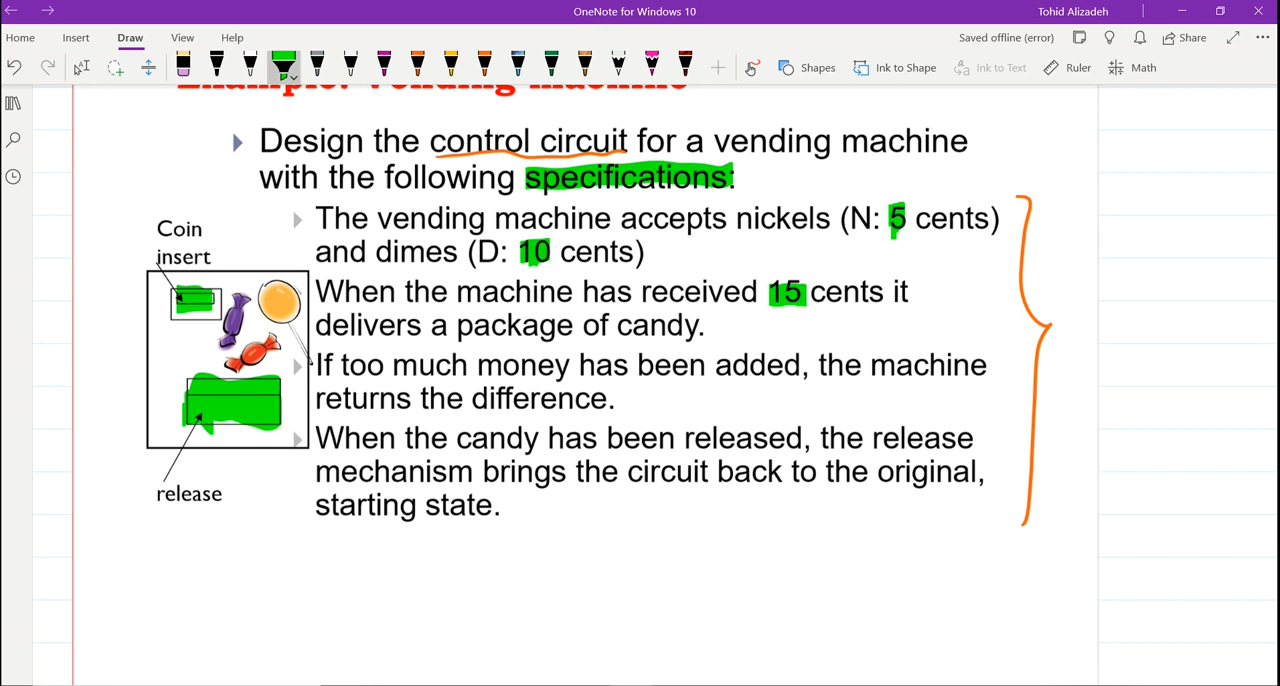 OneNote for Windows 10
Tohid Alizadeh
Home Insert Draw View Help
Saved offline (error)
Share
Shapes
Ink to Shape
Ink to Text
Ruler
Math
Example: Vending machine
Design the control circuit for a vending machine
with the following specifications:
The vending machine accepts nickels (N: 5 cents)
and dimes (D: 10 cents)
When the machine has received 15 cents it
delivers a package of candy.
If too much money has been added, the machine
returns the difference.
When the candy has been released, the release
mechanism brings the circuit back to the original,
starting state.
Coin
insert
release